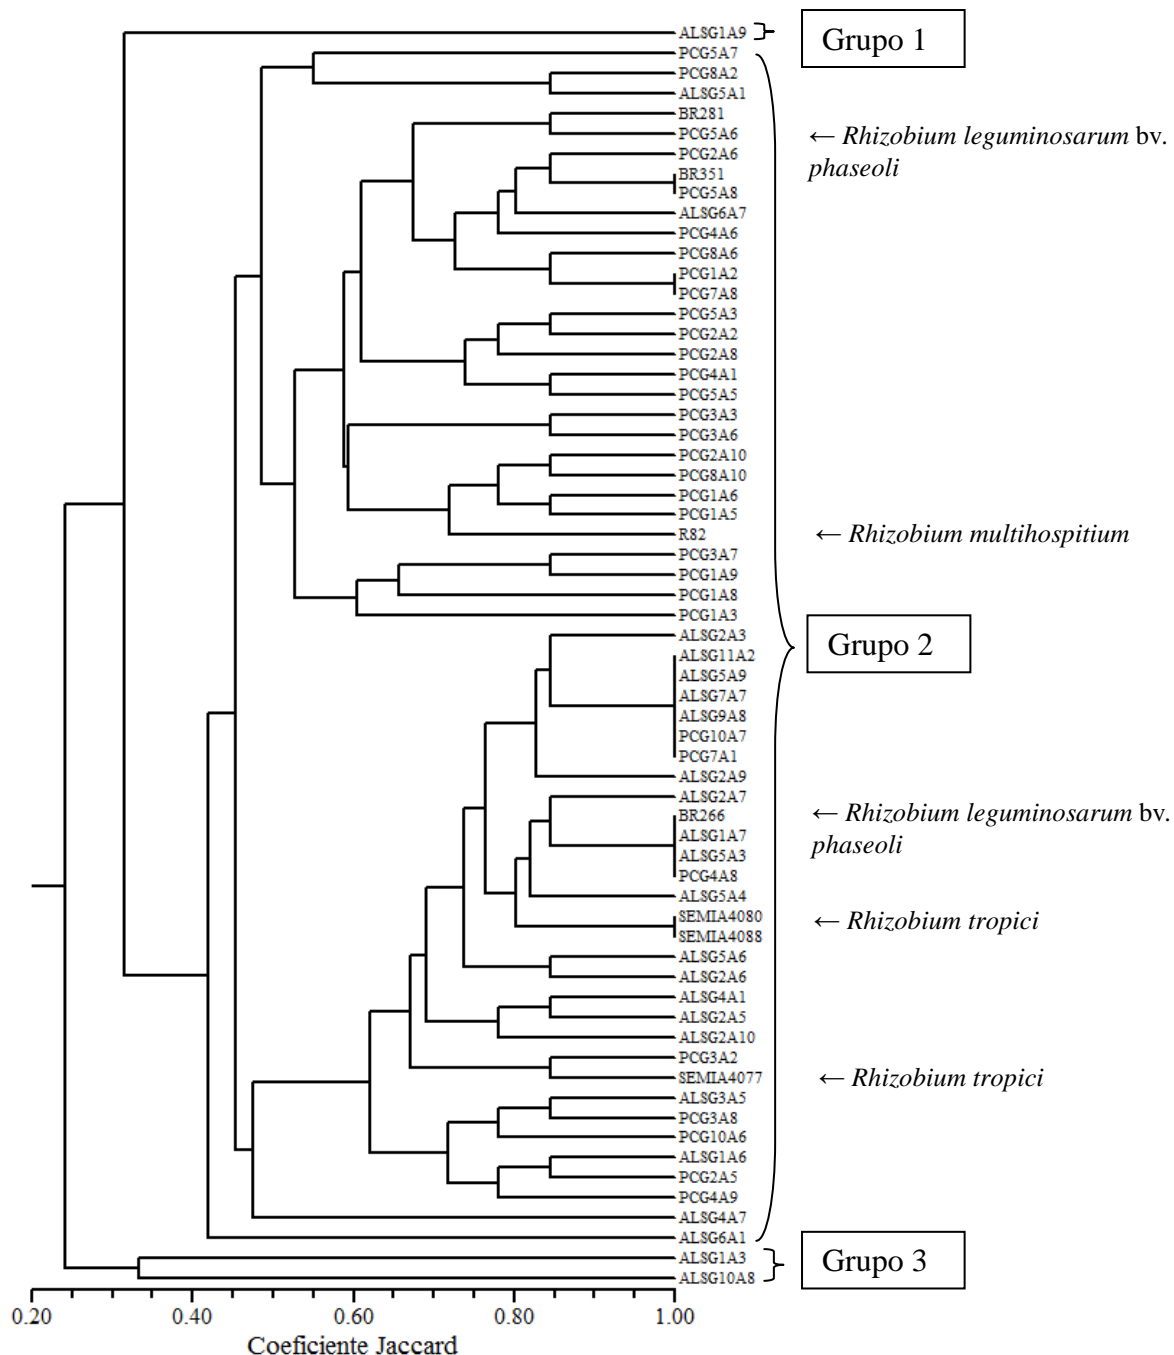 ALSG1A9
Grupo 1
PCG5A7
PCG8A2
ALSG5A1
BR281
PCG5A6
← Rhizobium leguminosarum bv.
phaseoli
PCG2A6
BR351
PCG5A8
ALSG6A7
PCG4A6
PCG8A6
PCG1A2
PCG7A8
PCG5A3
PCG2A2
PCG2A8
PCG4A1
PCG5A5
PCG3A3
PCG3A6
PCG2A10
PCG8A10
PCG1A6
PCG1A5
R82
← Rhizobium multihospitium
PCG3A7
PCG1A9
PCG1A8
PCG1A3
ALSG2A3
Grupo 2
ALSG11A2
ALSG5A9
ALSG7A7
ALSG9A8
PCG10A7
PCG7A1
ALSG2A9
ALSG2A7
BR266
← Rhizobium leguminosarum bv.
phaseoli
ALSG1A7
ALSG5A3
PCG4A8
ALSG5A4
SEMIA4080
← Rhizobium tropici
SEMIA4088
ALSG5A6
ALSG2A6
ALSG4A1
ALSG2A5
ALSG2A10
PCG3A2
SEMIA4077
← Rhizobium tropici
ALSG3A5
PCG3A8
PCG10A6
ALSG1A6
PCG2A5
PCG4A9
ALSG4A7
ALSG6A1
ALSG1A3
Grupo 3
ALSG10A8
0.20 0.40 0.60 0.80 1.00
Coeficiente Jaccard